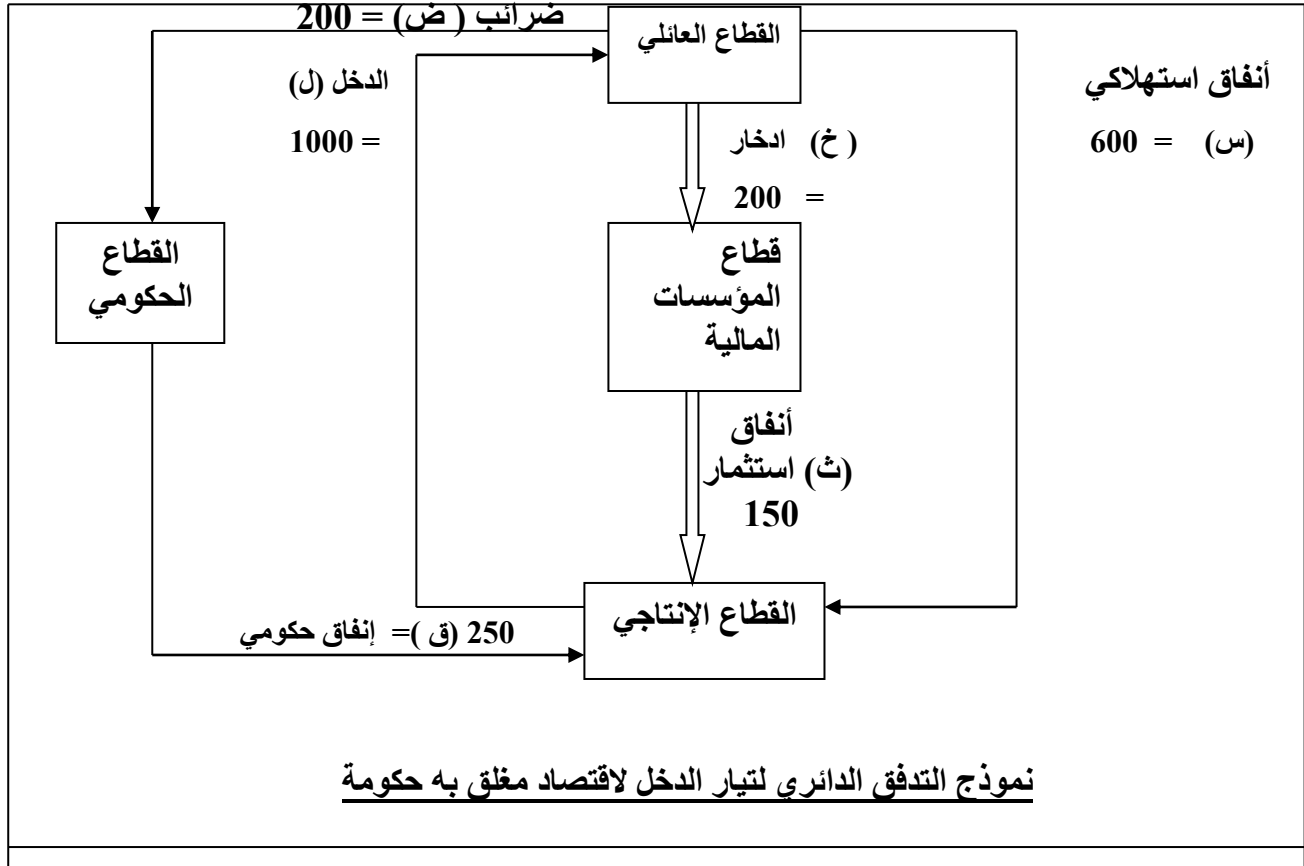 ضرائب ( ض) = 200
القطاع العائلي
الدخل (ل)
= 1000
أنفاق استهلاكي
(س) = 600
( خ) ادخار
= 200
القطاع
الحكومي
قطاع
المؤسسات
المالية
أنفاق
(ث) استثمار
150
القطاع الإنتاجي
250 (ق )= إنفاق حكومي
نموذج التدفق الدائري لتيار الدخل لاقتصاد مغلق به حكومة